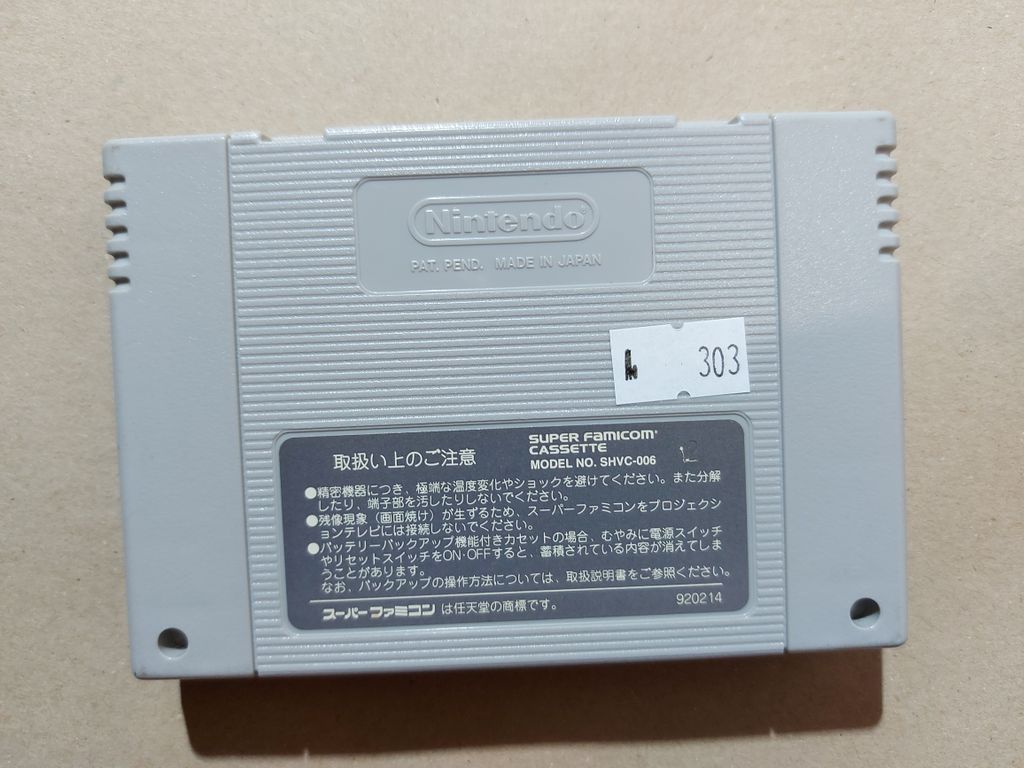 Nintendo
PAT. PEND. MADE IN JAPAN
303
取扱い上のご注意
SUPER FAMICOM
CASSETTE
MODEL NO. SHVC-006
12
●精密機器につき、極端な温度変化やショックを避けてください。また分解
したり、端子部を汚したりしないでください。
●残像現象（画面焼け）が生ずるため、スーパーファミコンをプロジェクシ
ョンテレビには接続しないでください。
●バッテリーバックアップ機能付きカセットの場合、むやみに電源スイッチ
やリセットスイッチをON・OFFすると、蓄積されている内容が消えてしま
うことがあります。
なお、バックアップの操作方法については、取扱説明書をご参照ください。
スーパーファミコン は任天堂の商標です。
920214